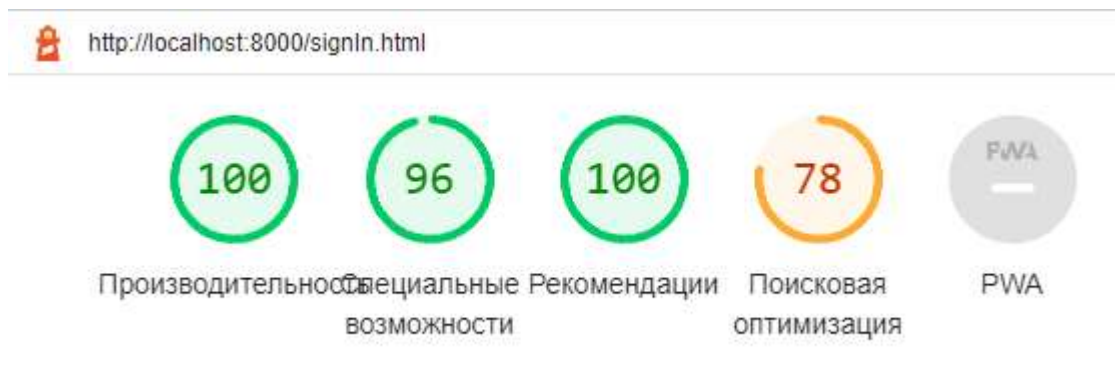 http://localhost:8000/signIn.html
100 96 100 78 PWA
Производительность Специальные Рекомендации Поисковая PWA
возможности оптимизация